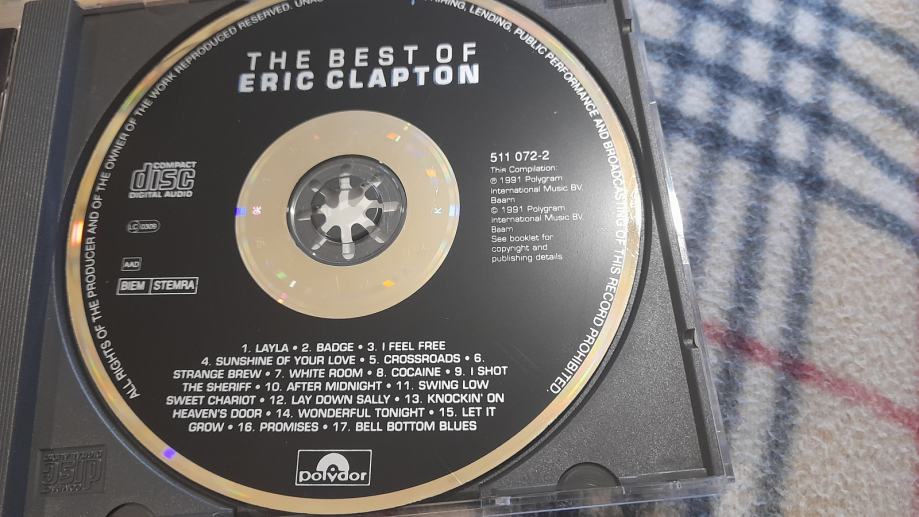 THE BEST OF
ERIC CLAPTON
COMPACT
disc
DIGITAL AUDIO
LC 0309
AAD
BIEM STEMRA
511 072-2
This Compilation:
℗ 1991 Polygram
International Music BV,
Baarn
© 1991 Polygram
International Music BV,
Baarn
See booklet for
copyright and
publishing details
1. LAYLA • 2. BADGE • 3. I FEEL FREE
4. SUNSHINE OF YOUR LOVE • 5. CROSSROADS • 6.
STRANGE BREW • 7. WHITE ROOM • 8. COCAINE • 9. I SHOT
THE SHERIFF • 10. AFTER MIDNIGHT • 11. SWING LOW
SWEET CHARIOT • 12. LAY DOWN SALLY • 13. KNOCKIN' ON
HEAVEN'S DOOR • 14. WONDERFUL TONIGHT • 15. LET IT
GROW • 16. PROMISES • 17. BELL BOTTOM BLUES
polydor
ALL RIGHTS OF THE PRODUCER AND OF THE OWNER OF THE WORK REPRODUCED RESERVED. LENDING, PUBLIC PERFORMANCE AND BROADCASTING OF THIS RECORD PROHIBITED.